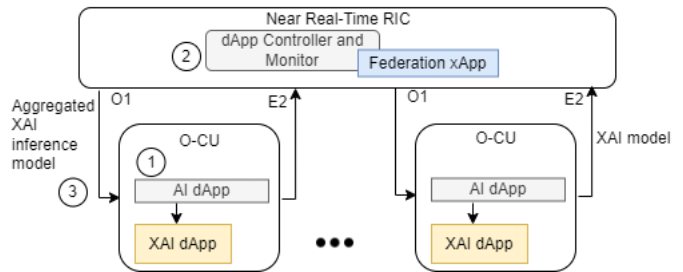 Near Real-Time RIC
dApp Controller and
Monitor
2
Federation xApp
O1
E2
O1
E2
Aggregated
XAI
inference
model
O-CU
O-CU
XAI model
1
3
AI dApp
AI dApp
XAI dApp
XAI dApp